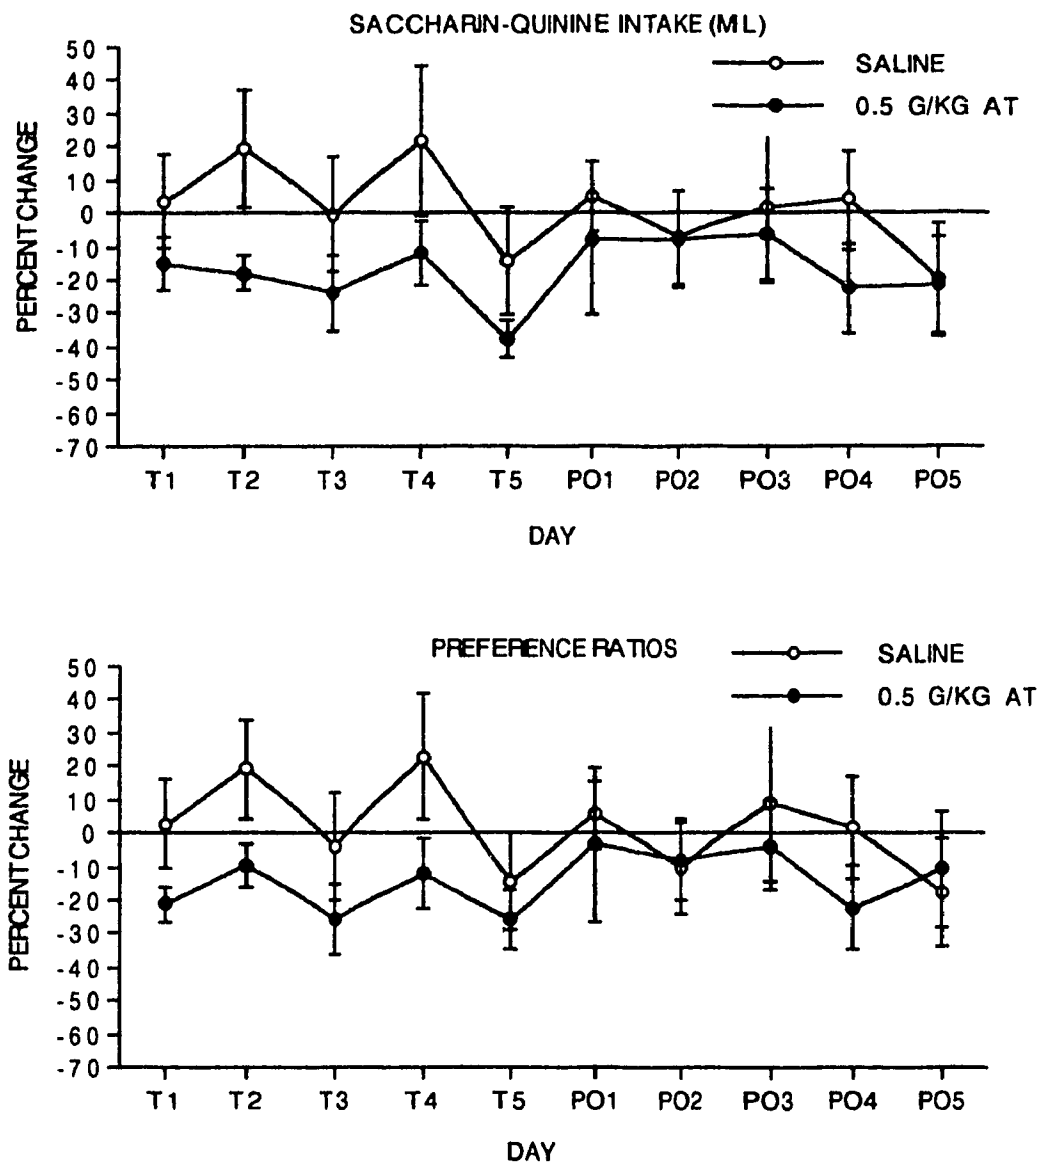 SACCHARIN-QUININE INTAKE (ML)
SALINE
0.5 G/KG AT
PERCENT CHANGE
50
40
30
20
10
0
-10
-20
-30
-40
-50
-60
-70
T1 T2 T3 T4 T5 PO1 PO2 PO3 PO4 PO5
DAY
PREFERENCE RATIOS
SALINE
0.5 G/KG AT
PERCENT CHANGE
50
40
30
20
10
0
-10
-20
-30
-40
-50
-60
-70
T1 T2 T3 T4 T5 PO1 PO2 PO3 PO4 PO5
DAY